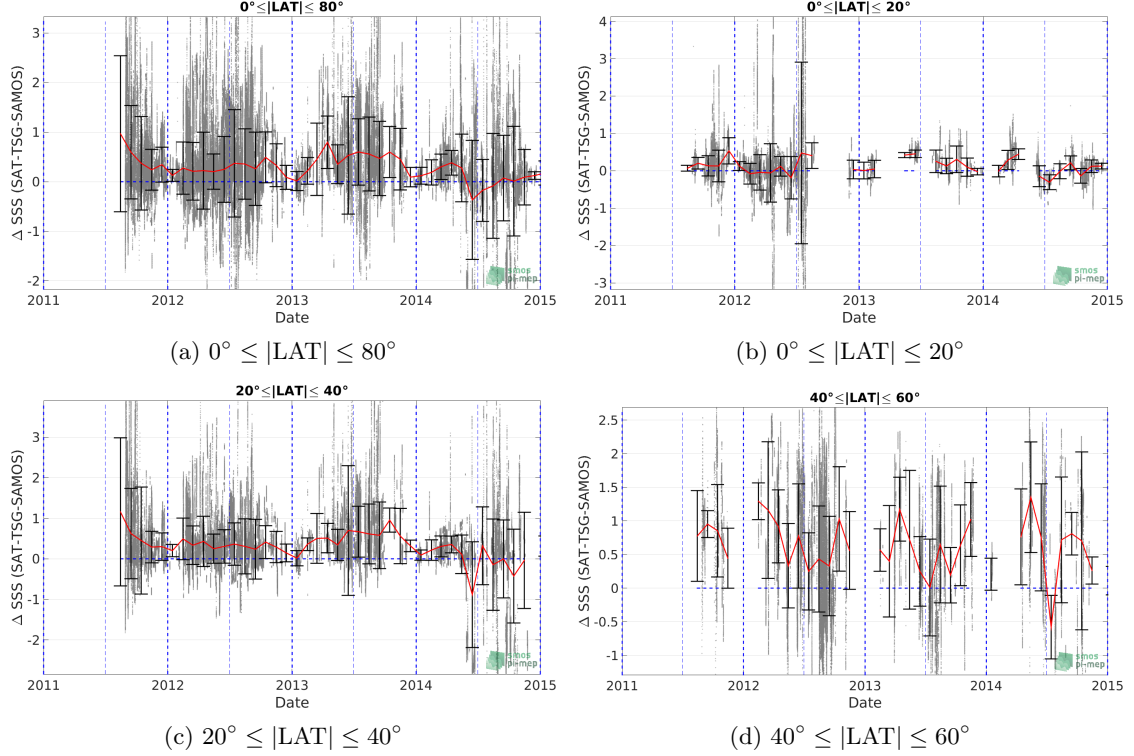 0°≤|LAT|≤ 80°
Δ SSS (SAT-TSG-SAMOS)
3
2
1
0
-1
-2
2011 2012 2013 2014 2015
Date
smos
pi-mep
(a) 0° ≤ |LAT| ≤ 80°
0°≤|LAT|≤ 20°
Δ SSS (SAT-TSG-SAMOS)
4
3
2
1
0
-1
-2
-3
2011 2012 2013 2014 2015
Date
smos
pi-mep
(b) 0° ≤ |LAT| ≤ 20°
20°≤|LAT|≤ 40°
Δ SSS (SAT-TSG-SAMOS)
3
2
1
0
-1
-2
2011 2012 2013 2014 2015
Date
smos
pi-mep
(c) 20° ≤ |LAT| ≤ 40°
40°≤|LAT|≤ 60°
Δ SSS (SAT-TSG-SAMOS)
2.5
2
1.5
1
0.5
0
-0.5
-1
2011 2012 2013 2014 2015
Date
smos
pi-mep
(d) 40° ≤ |LAT| ≤ 60°